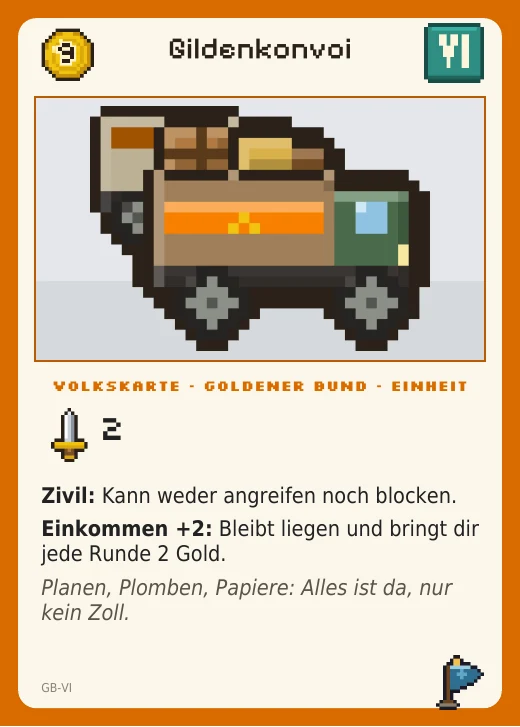 3
Gildenkonvoi
VI
VOLKSKARTE - GOLDENER BUND - EINHEIT
2
Zivil: Kann weder angreifen noch blocken.
Einkommen +2: Bleibt liegen und bringt dir
jede Runde 2 Gold.
Planen, Plomben, Papiere: Alles ist da, nur
kein Zoll.
GB-VI